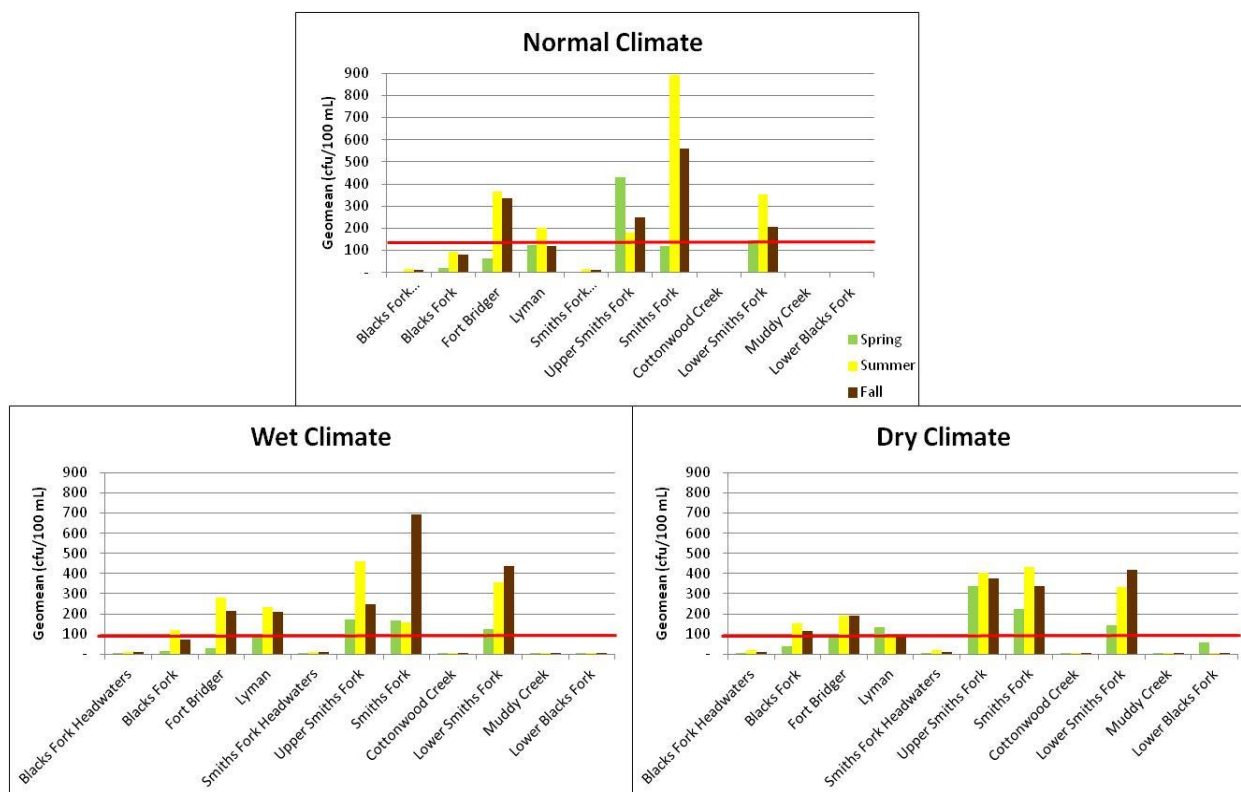 Normal Climate
Geomean (cfu/100 mL)
900
800
700
600
500
400
300
200
100
-
Blacks Fork...
Blacks Fork
Fort Bridger
Lyman
Smiths Fork...
Upper Smiths Fork
Smiths Fork
Cottonwood Creek
Lower Smiths Fork
Muddy Creek
Lower Blacks Fork
Spring
Summer
Fall
Wet Climate
Geomean (cfu/100 mL)
900
800
700
600
500
400
300
200
100
-
Blacks Fork Headwaters
Blacks Fork
Fort Bridger
Lyman
Smiths Fork Headwaters
Upper Smiths Fork
Smiths Fork
Cottonwood Creek
Lower Smiths Fork
Muddy Creek
Lower Blacks Fork
Dry Climate
Geomean (cfu/100 mL)
900
800
700
600
500
400
300
200
100
-
Blacks Fork Headwaters
Blacks Fork
Fort Bridger
Lyman
Smiths Fork Headwaters
Upper Smiths Fork
Smiths Fork
Cottonwood Creek
Lower Smiths Fork
Muddy Creek
Lower Blacks Fork